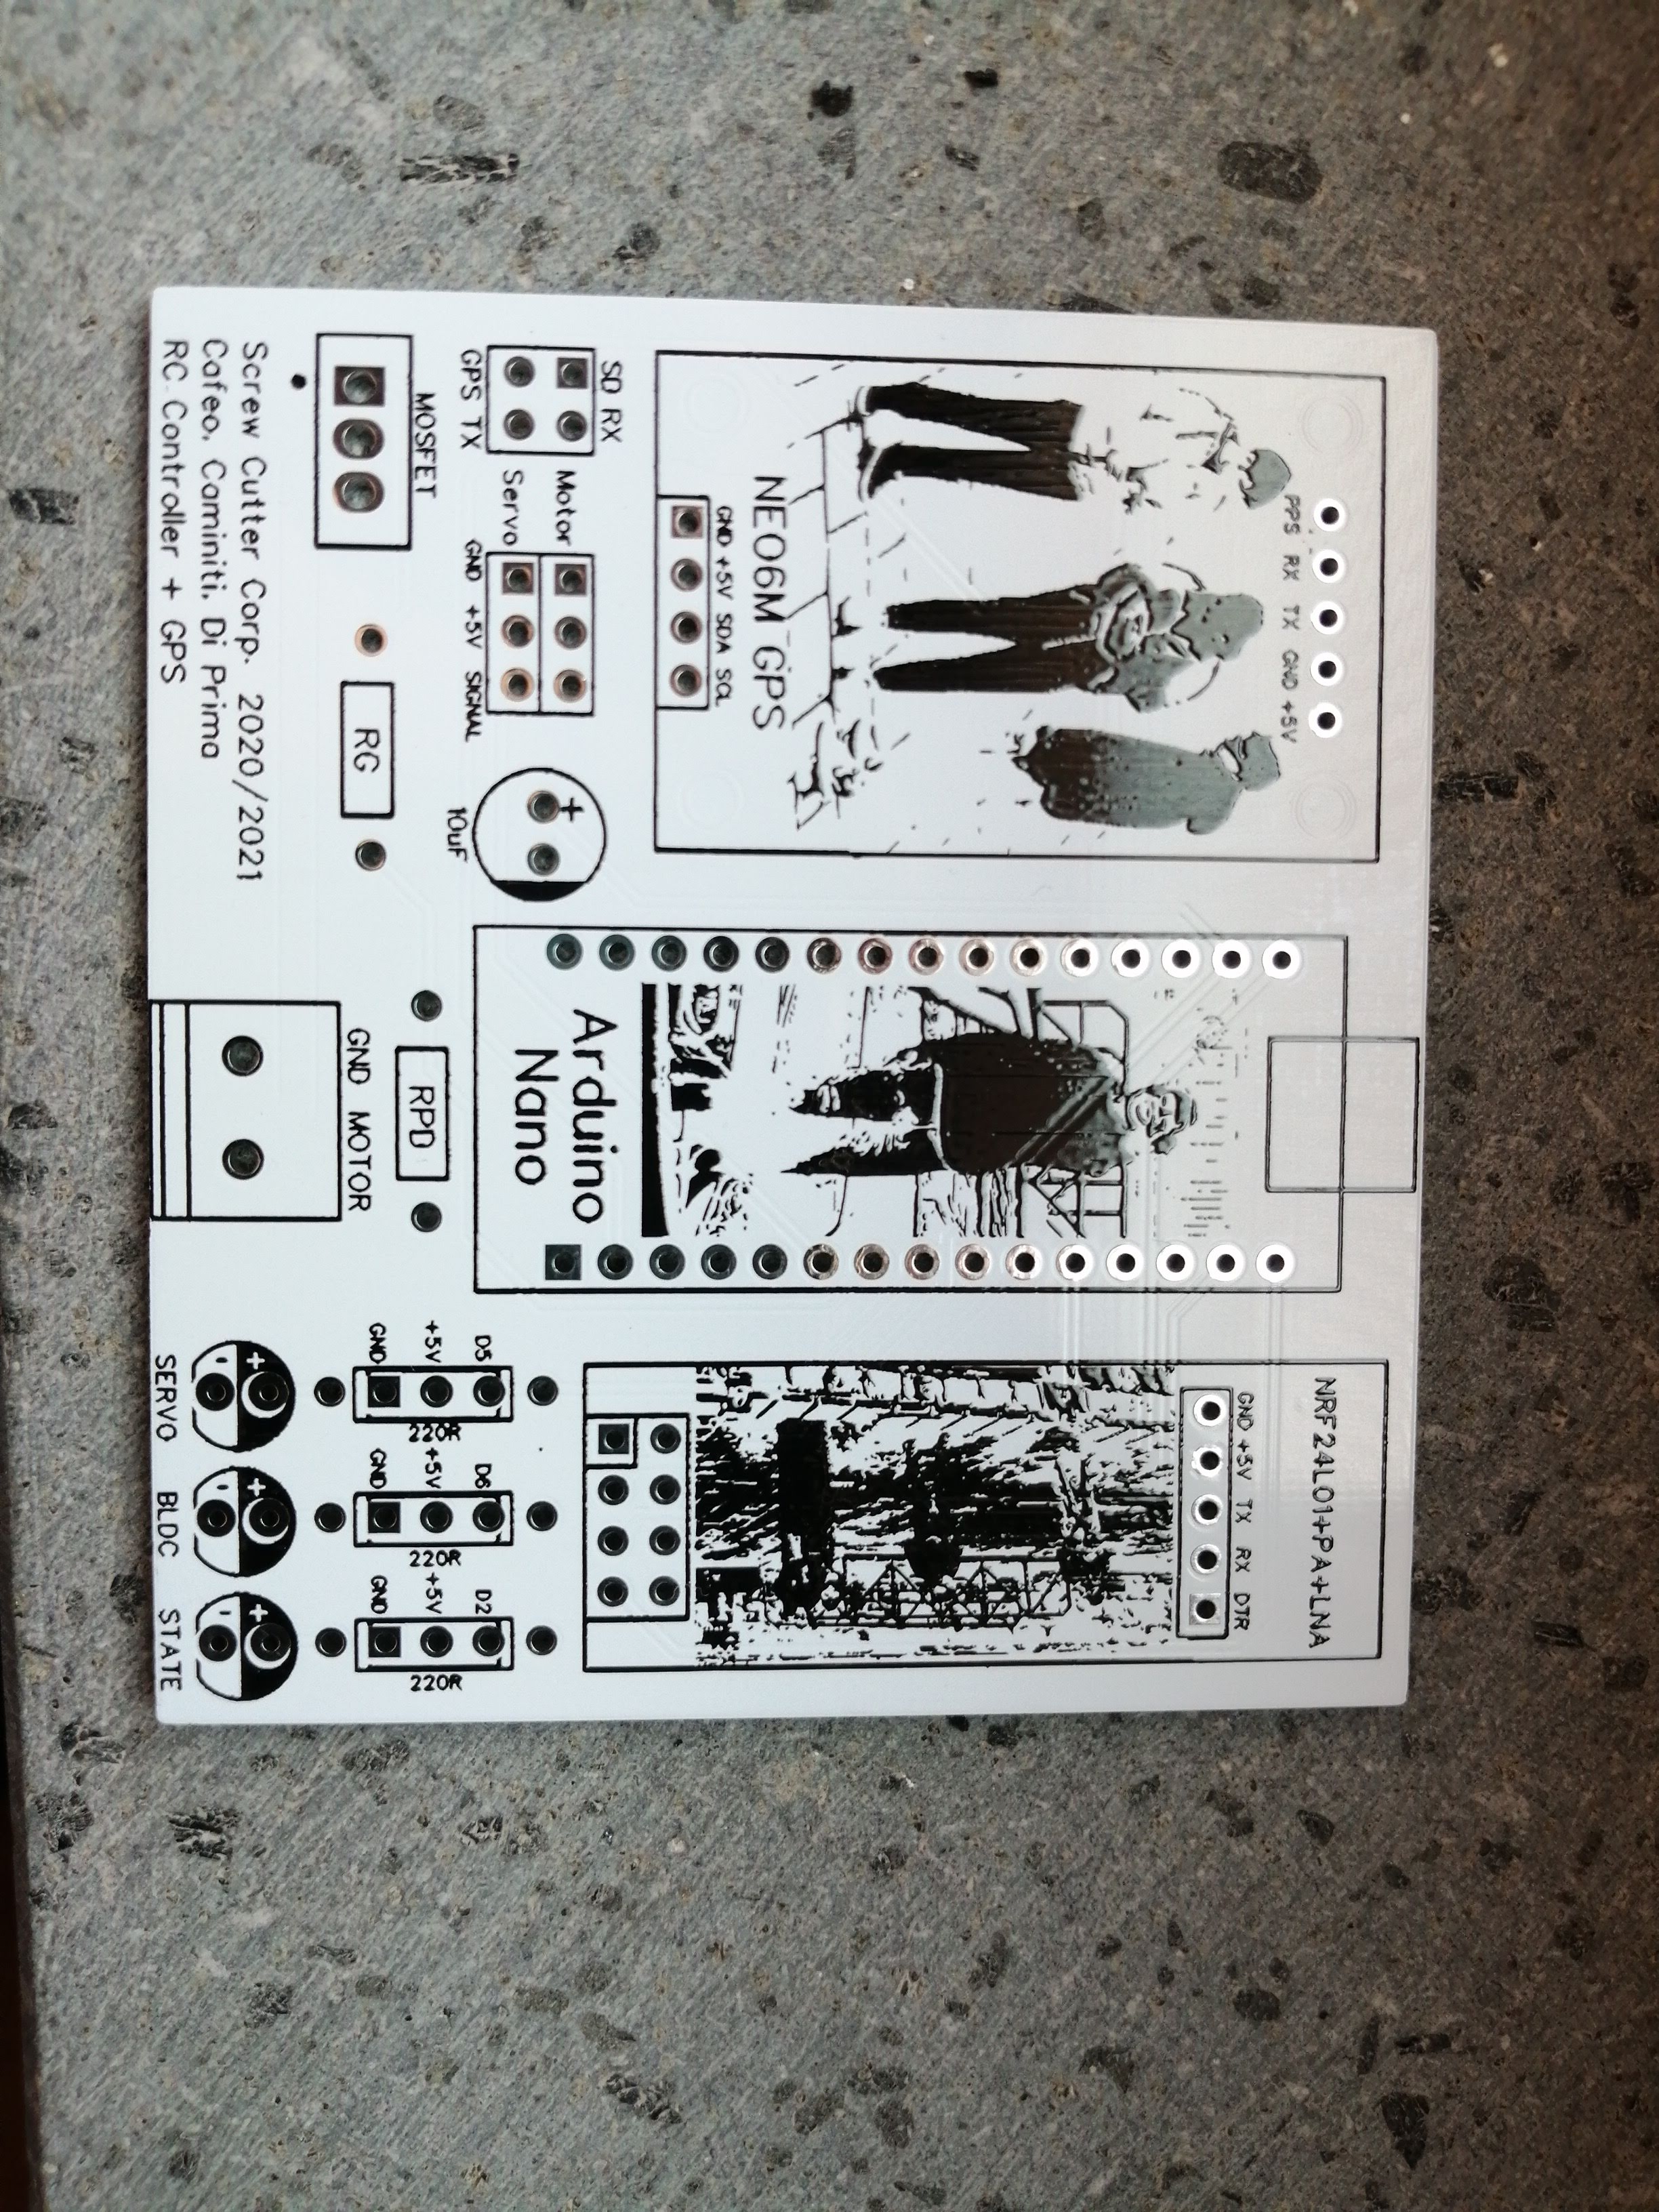 NEO6M GPS
PPS RX TX GND +5V
GND +5V SDA SCL
SD RX
GPS TX
Motor
Servo
GND +5V SIGNAL
MOSFET
10uF
RG
Screw Cutter Corp. 2020/2021
Cafeo, Caminiti, Di Prima
RC Controller + GPS
Arduino
Nano
RPD
GND MOTOR
NRF24L01+PA+LNA
GND +5V TX RX DTR
D5
+5V
GND
220R
D6
+5V
GND
220R
D2
+5V
GND
220R
+
-
+
-
+
-
+
SERVO BLDC STATE